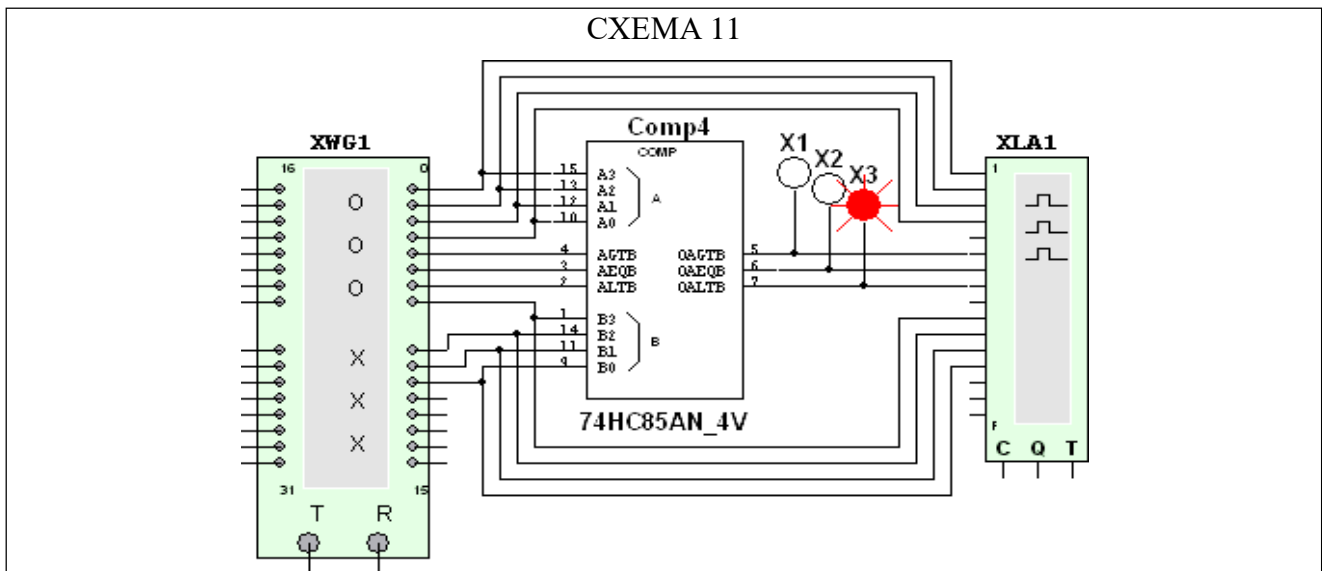 СХЕМА 11
XWG1
16
0
O
O
O
X
X
X
31
15
T
R
Comp4
COMP
15 A3
13 A2
12 A1
10 A0
A
4 AGTB
3 AEQB
2 ALTB
OAGTB 5
OAEQB 6
OALTB 7
1 B3
14 B2
11 B1
9 B0
B
74HC85AN_4V
X1
X2
X3
XLA1
1
F
C Q T